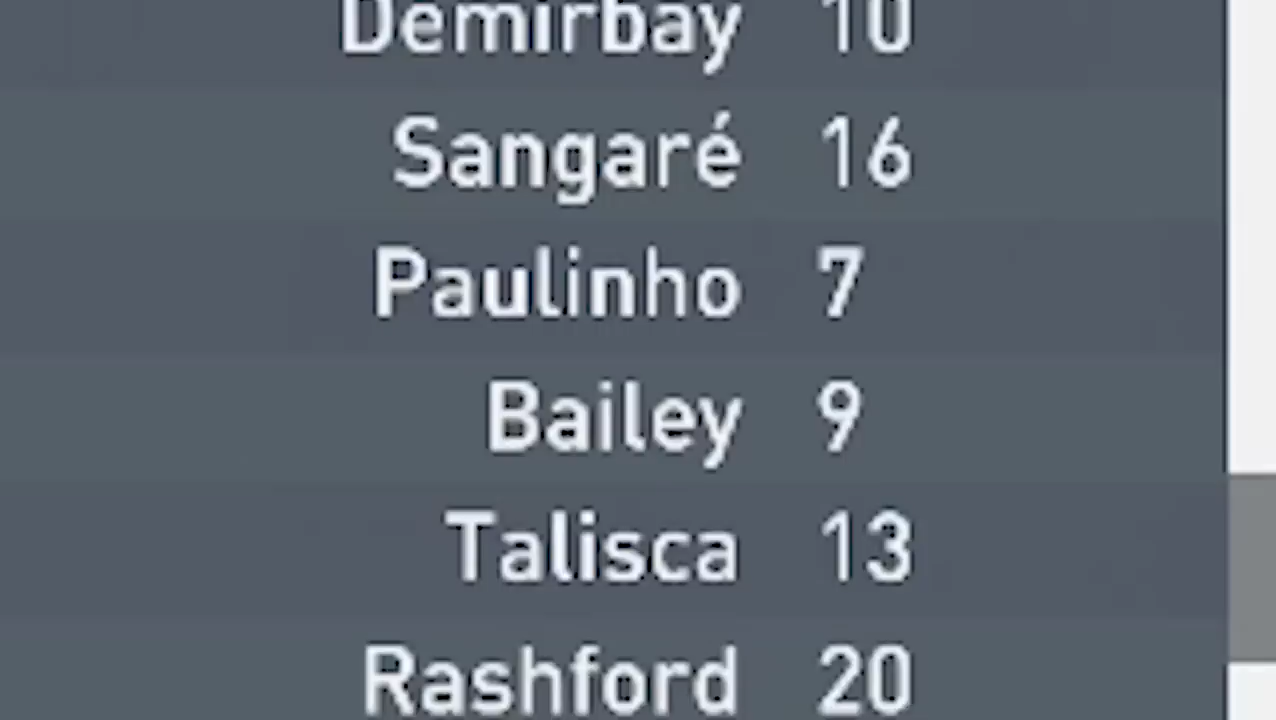 Demirbay 10
Sangaré 16
Paulinho 7
Bailey 9
Talisca 13
Rashford 20